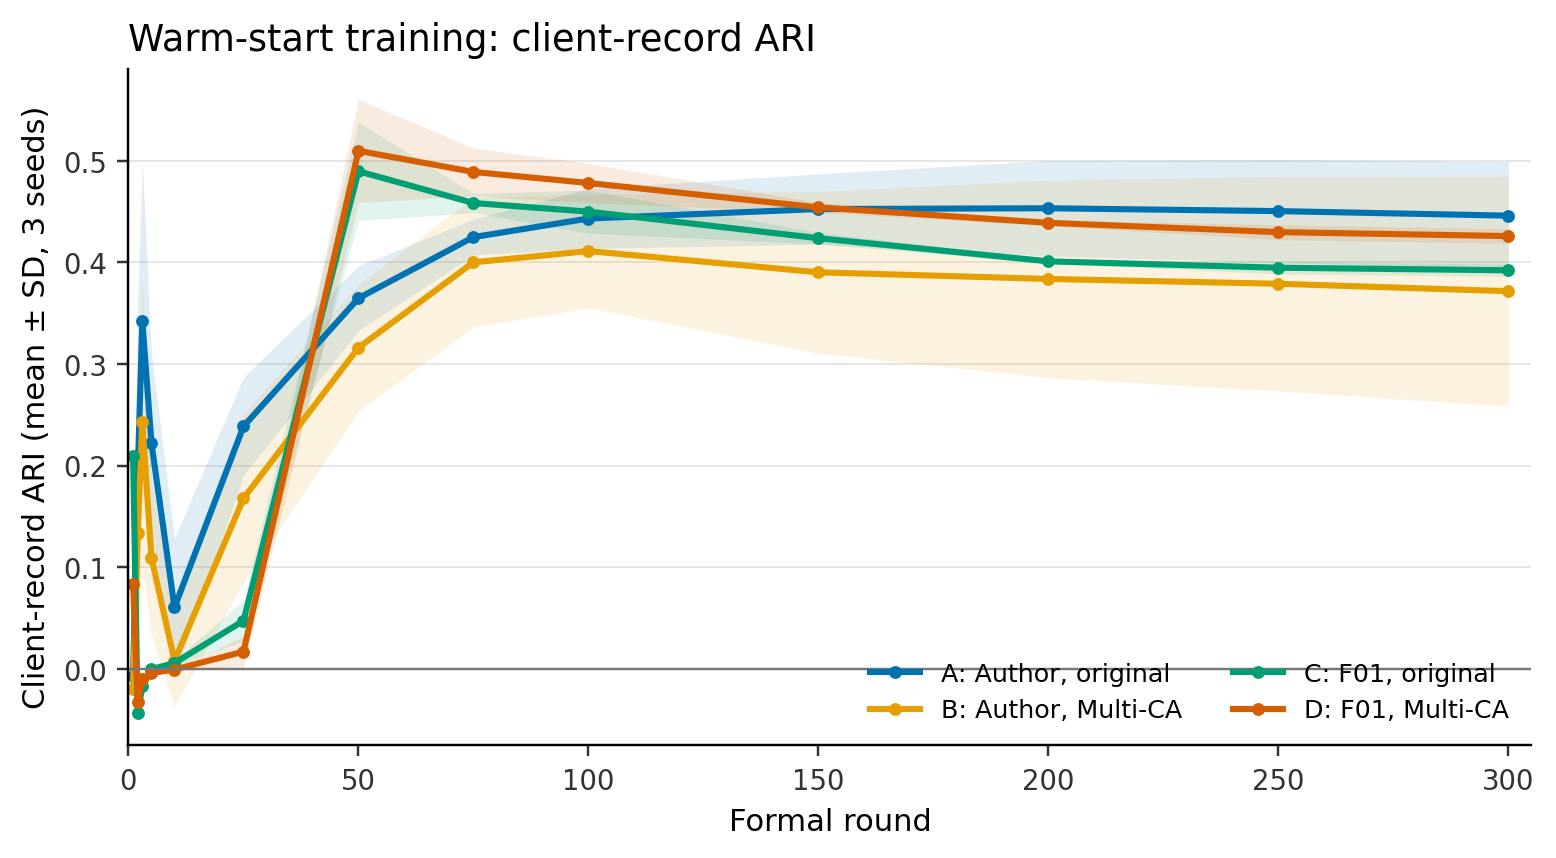 Warm-start training: client-record ARI
Client-record ARI (mean ± SD, 3 seeds)
0.5
0.4
0.3
0.2
0.1
0.0
A: Author, original
C: F01, original
B: Author, Multi-CA
D: F01, Multi-CA
0 50 100 150 200 250 300
Formal round